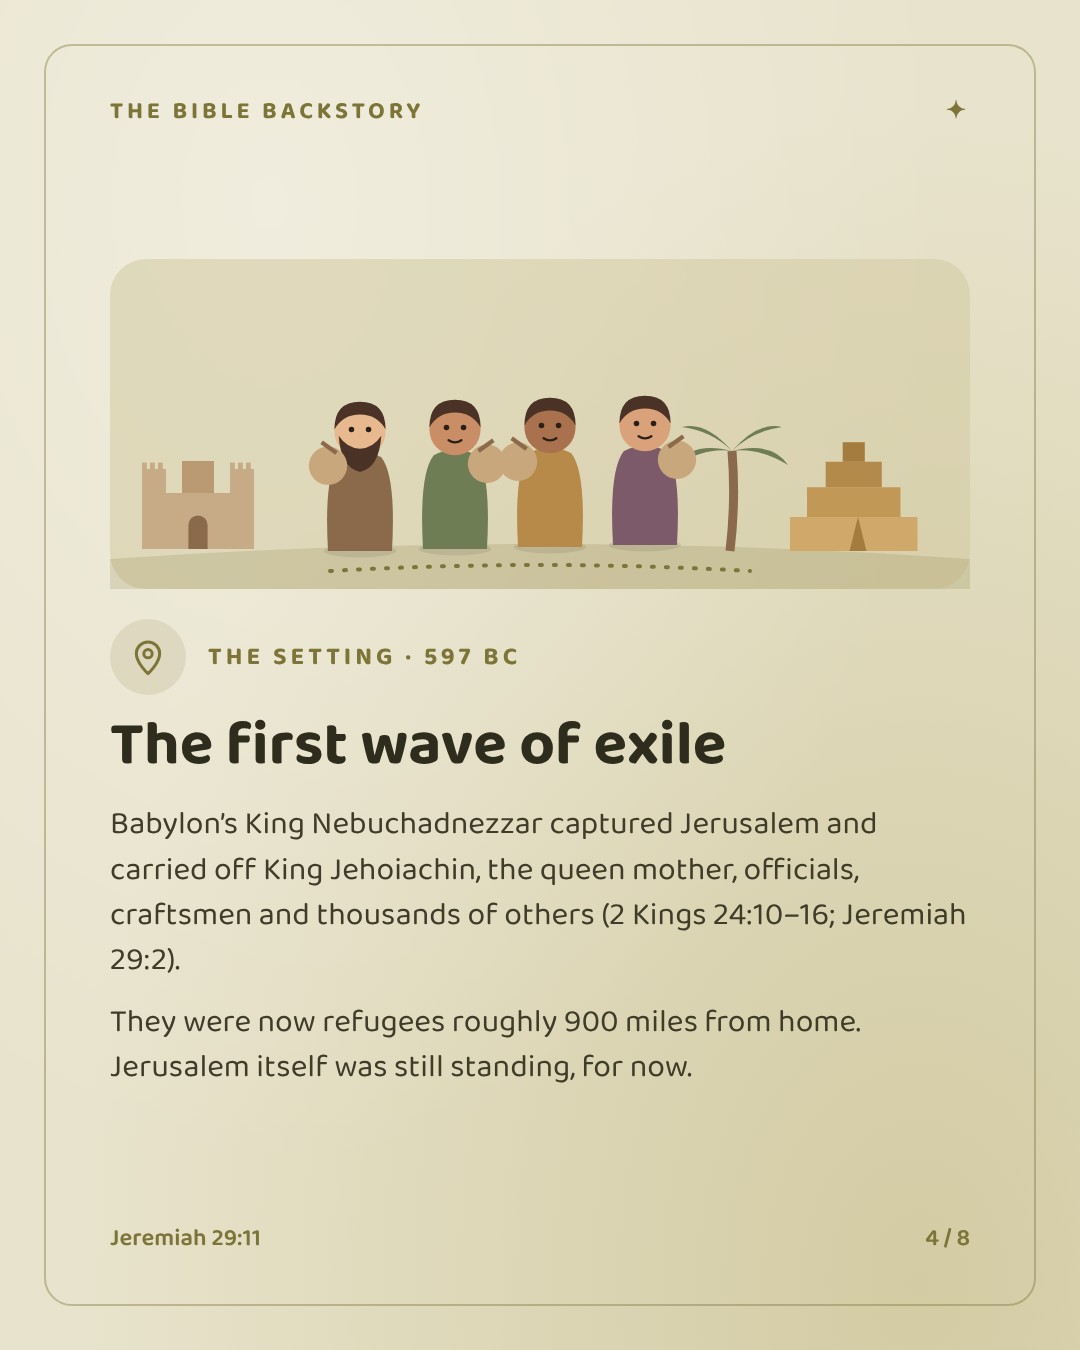 THE BIBLE BACKSTORY
THE SETTING · 597 BC
The first wave of exile
Babylon’s King Nebuchadnezzar captured Jerusalem and
carried off King Jehoiachin, the queen mother, officials,
craftsmen and thousands of others (2 Kings 24:10–16; Jeremiah
29:2).
They were now refugees roughly 900 miles from home.
Jerusalem itself was still standing, for now.
Jeremiah 29:11
4 / 8